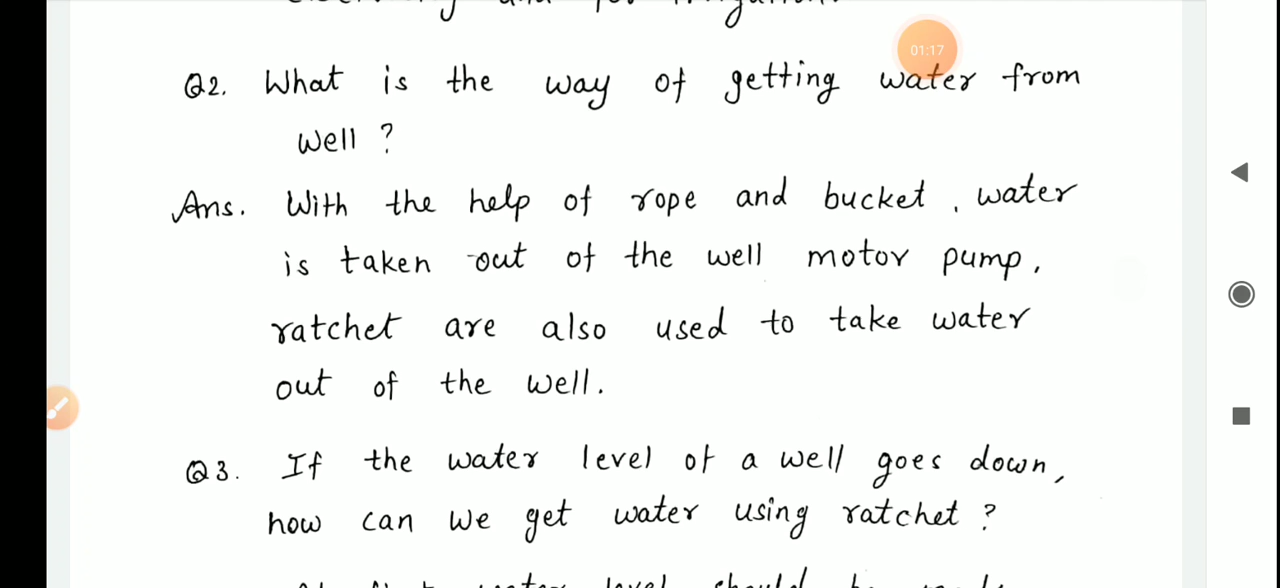 01:17
Q2. What is the way of getting water from
well ?
Ans. With the help of rope and bucket, water
is taken out of the well motor pump,
ratchet are also used to take water
out of the well.
Q3. If the water level of a well goes down,
how can we get water using ratchet ?